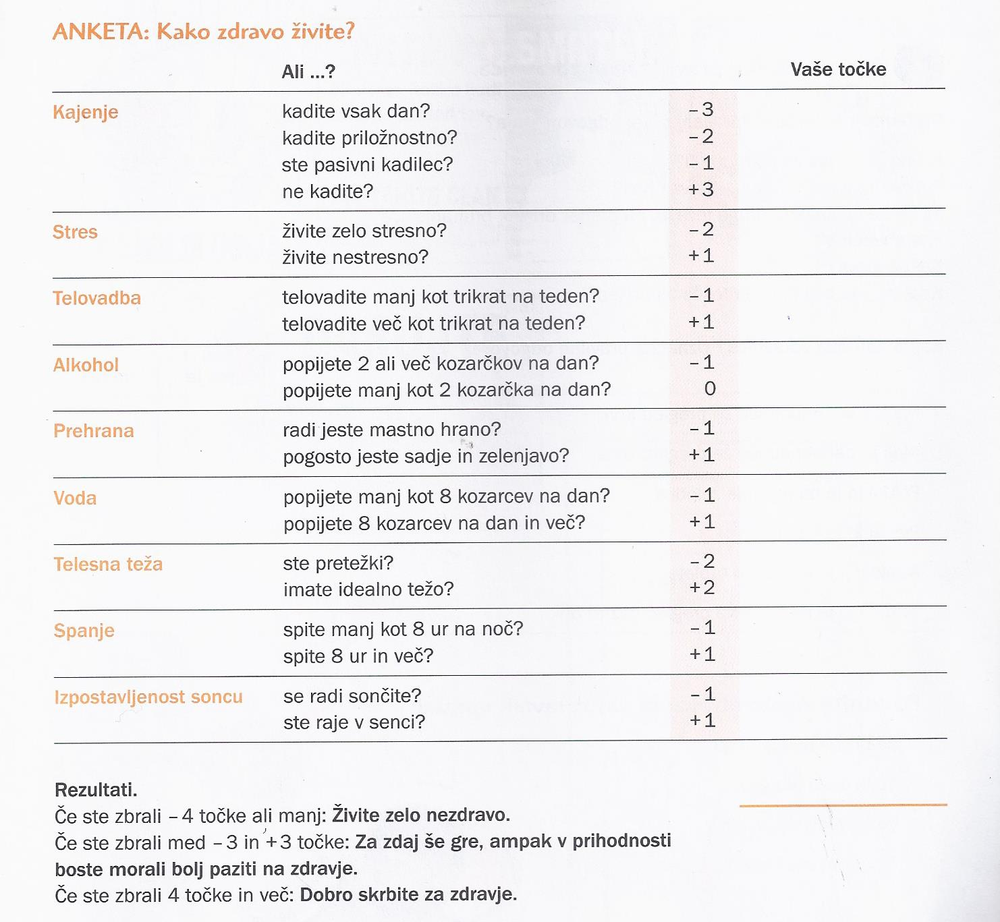 ANKETA: Kako zdravo živite?
Ali ...? Vaše točke
Kajenje kadite vsak dan? –3
kadite priložnostno? –2
ste pasivni kadilec? –1
ne kadite? +3
Stres živite zelo stresno? –2
živite nestresno? +1
Telovadba telovadite manj kot trikrat na teden? –1
telovadite več kot trikrat na teden? +1
Alkohol popijete 2 ali več kozarčkov na dan? –1
popijete manj kot 2 kozarčka na dan? 0
Prehrana radi jeste mastno hrano? –1
pogosto jeste sadje in zelenjavo? +1
Voda popijete manj kot 8 kozarcev na dan? –1
popijete 8 kozarcev na dan in več? +1
Telesna teža ste pretežki? –2
imate idealno težo? +2
Spanje spite manj kot 8 ur na noč? –1
spite 8 ur in več? +1
Izpostavljenost soncu se radi sončite? –1
ste raje v senci? +1
Rezultati.
Če ste zbrali –4 točke ali manj: Živite zelo nezdravo.
Če ste zbrali med –3 in +3 točke: Za zdaj še gre, ampak v prihodnosti
boste morali bolj paziti na zdravje.
Če ste zbrali 4 točke in več: Dobro skrbite za zdravje.